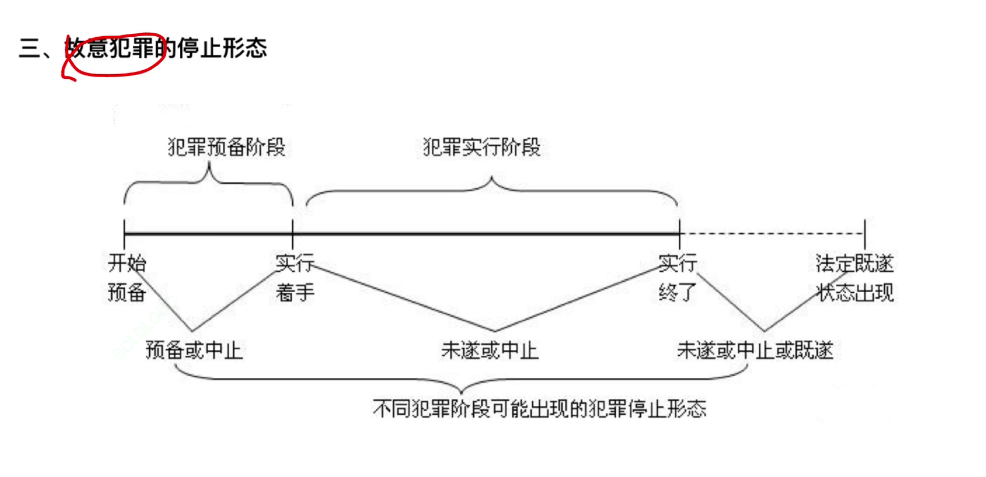 三、故意犯罪的停止形态
犯罪预备阶段 犯罪实行阶段
开始 实行 实行 法定既遂
预备 着手 终了 状态出现
预备或中止 未遂或中止 未遂或中止或既遂
不同犯罪阶段可能出现的犯罪停止形态